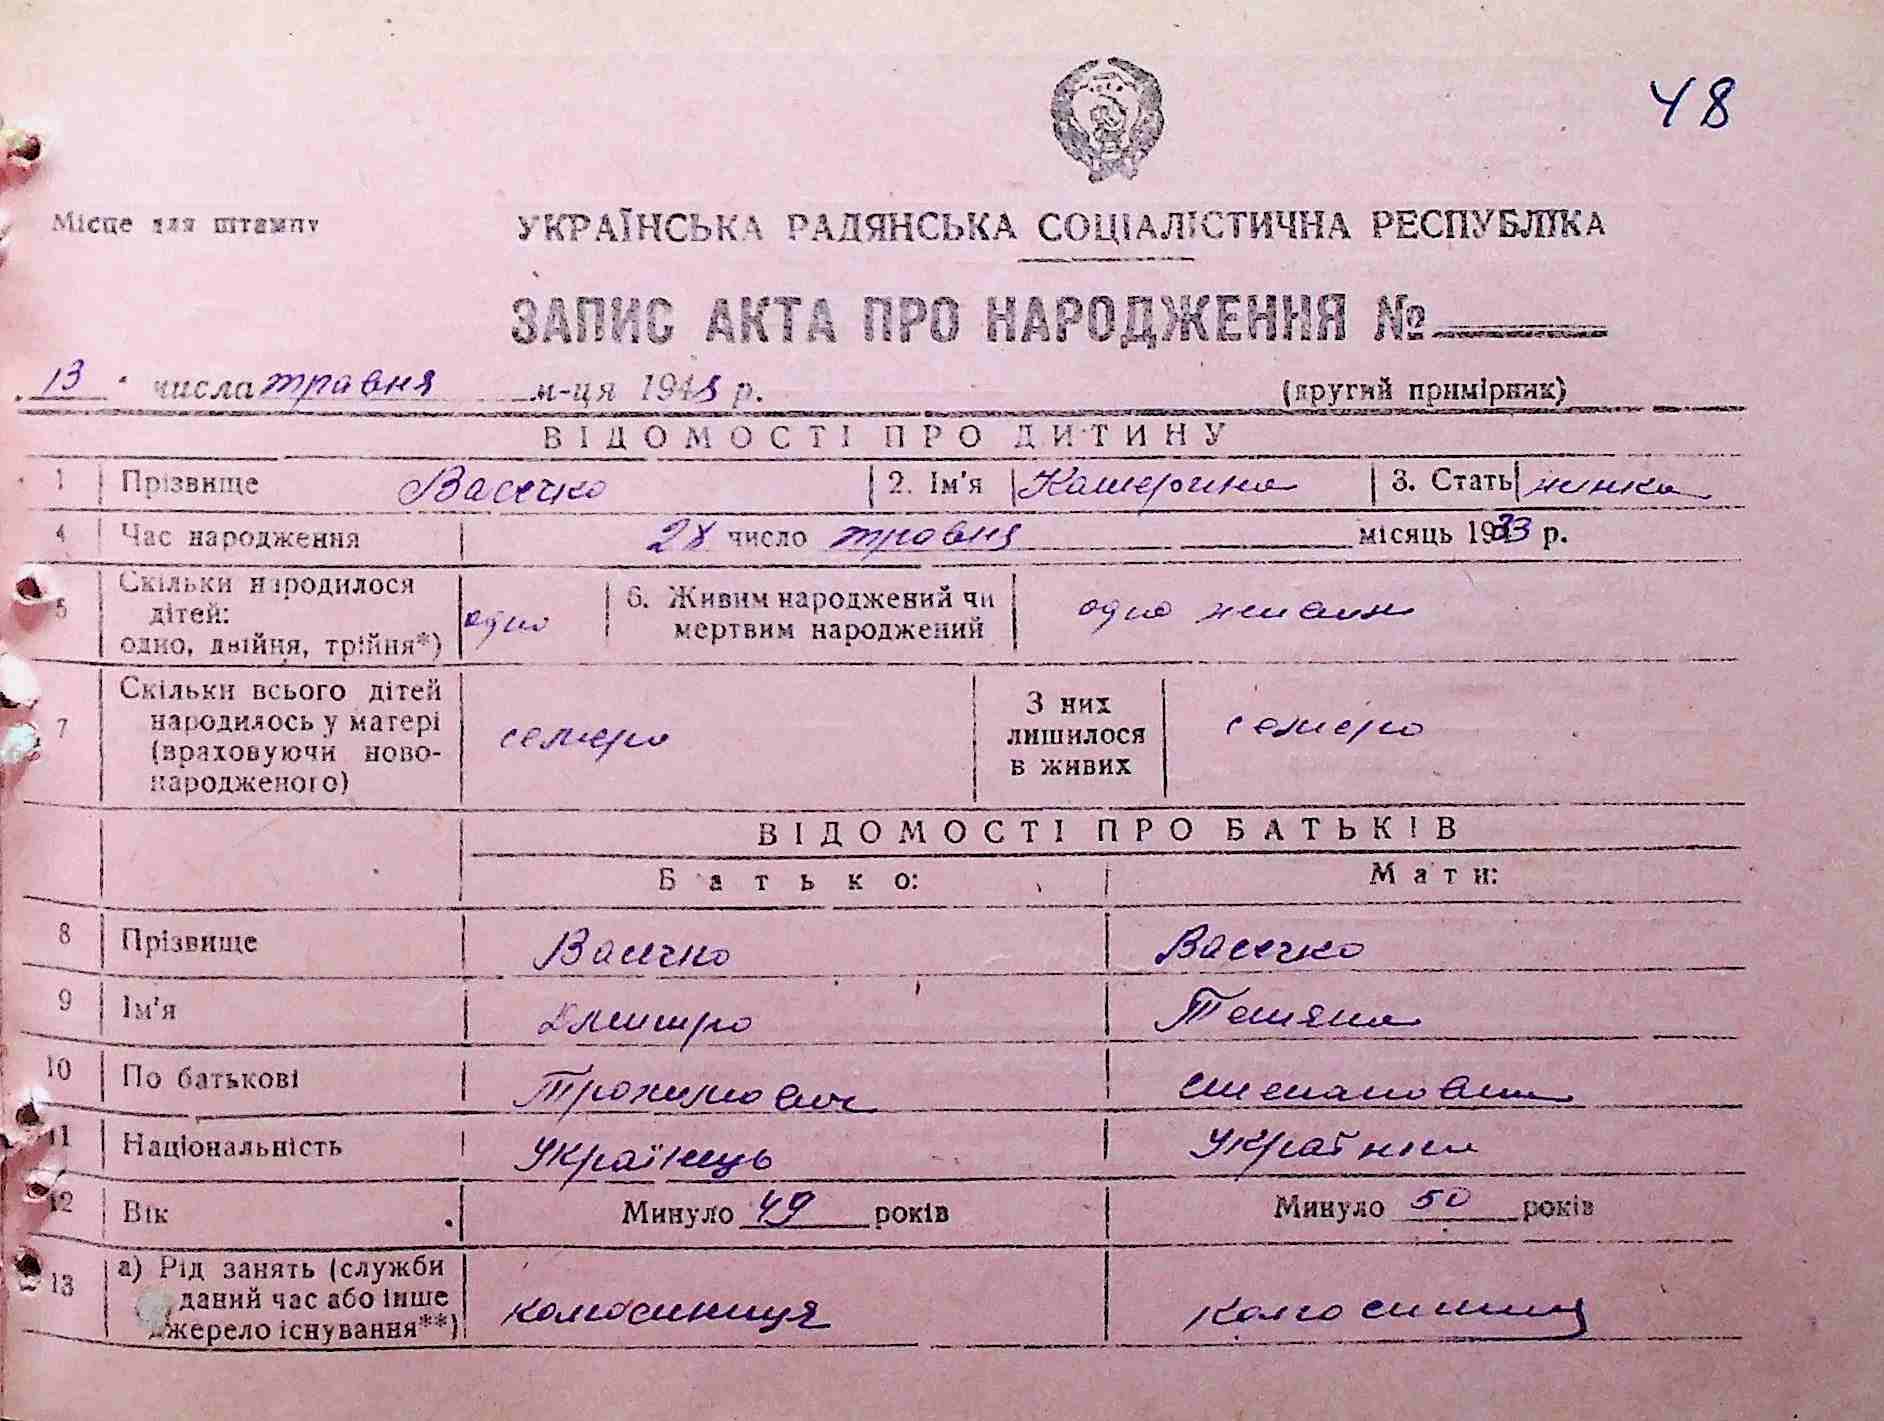 48
Місце для штампу
УКРАЇНСЬКА РАДЯНСЬКА СОЦІАЛІСТИЧНА РЕСПУБЛІКА
ЗАПИС АКТА ПРО НАРОДЖЕННЯ №
13 числа травня м-ця 1948 р. (другий примірник)
ВІДОМОСТІ ПРО ДИТИНУ
1 Прізвище Васечко 2. Ім'я Катерина 3. Стать жінка
4 Час народження 28 число травня місяць 1933 р.
5 Скільки народилося дітей: одно, двійня, трійня*) одно 6. Живим народжений чи мертвим народжений одно живим
7 Скільки всього дітей народилось у матері (враховуючи ново-народженого) семеро З них лишилося в живих семеро
ВІДОМОСТІ ПРО БАТЬКІВ
Батько: Мати:
8 Прізвище Васечко Васечко
9 Ім'я Дмитро Тетяна
10 По батькові Трохимович Степановна
11 Національність Українець Українка
12 Вік Минуло 49 років Минуло 50 років
13 а) Рід занять (служби даний час або інше джерело існування**) колгоспниця колгоспниця